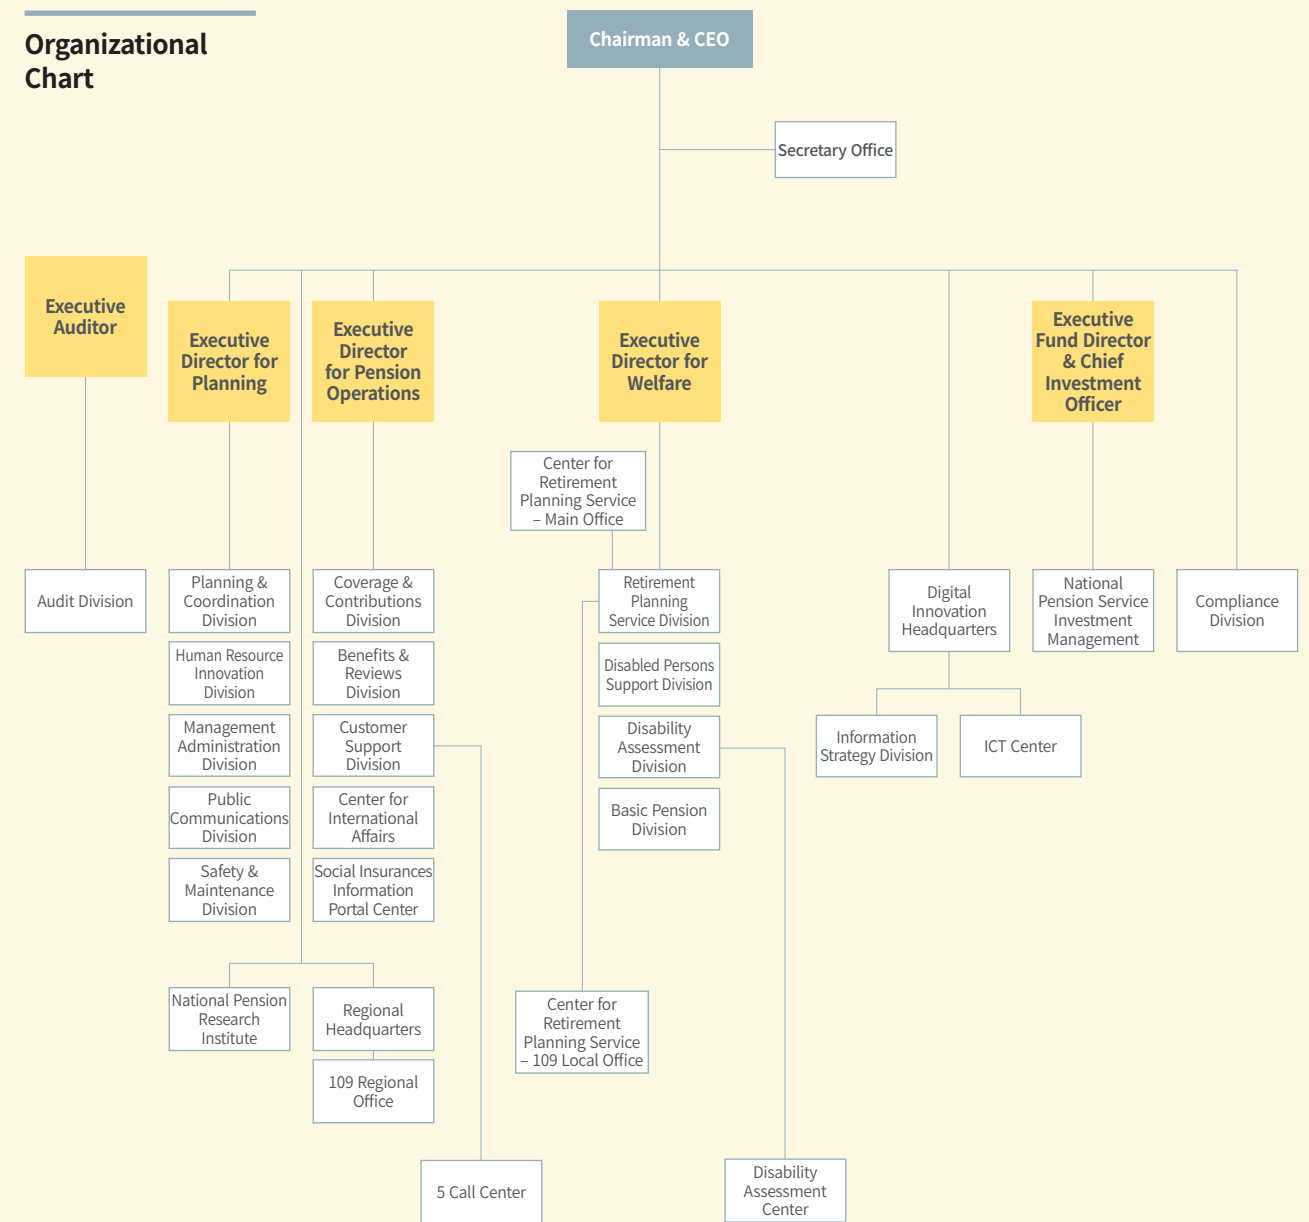 Organizational
Chart
Chairman & CEO
Secretary Office
Executive
Auditor
Executive
Director for
Planning
Executive
Director
for Pension
Operations
Executive
Director for
Welfare
Executive
Fund Director
& Chief
Investment
Officer
Center for
Retirement
Planning Service
– Main Office
Audit Division
Planning &
Coordination
Division
Human Resource
Innovation
Division
Management
Administration
Division
Public
Communications
Division
Safety &
Maintenance
Division
Coverage &
Contributions
Division
Benefits &
Reviews
Division
Customer
Support
Division
Center for
International
Affairs
Social Insurances
Information
Portal Center
Retirement
Planning
Service Division
Disabled Persons
Support Division
Disability
Assessment
Division
Basic Pension
Division
Digital
Innovation
Headquarters
National
Pension Service
Investment
Management
Compliance
Division
Information
Strategy Division
ICT Center
National Pension
Research
Institute
Regional
Headquarters
109 Regional
Office
Center for
Retirement
Planning Service
– 109 Local Office
5 Call Center
Disability
Assessment
Center